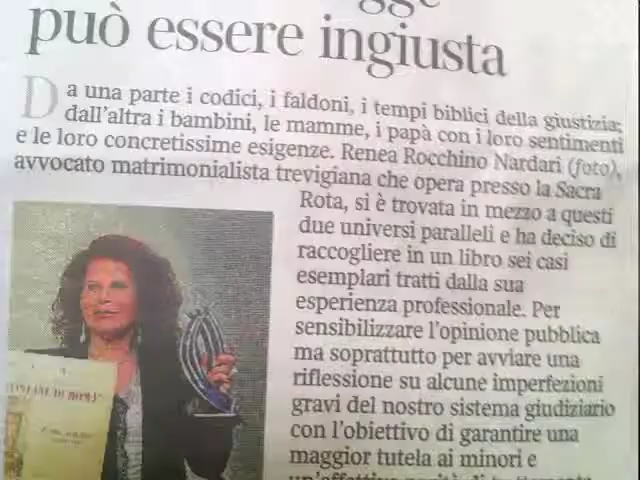 può essere ingiusta
Da una parte i codici, i faldoni, i tempi biblici della giustizia;
dall'altra i bambini, le mamme, i papà con i loro sentimenti
e le loro concretissime esigenze. Renea Rocchino Nardari (foto),
avvocato matrimonialista trevigiana che opera presso la Sacra
Rota, si è trovata in mezzo a questi
due universi paralleli e ha deciso di
raccogliere in un libro sei casi
esemplari tratti dalla sua
esperienza professionale. Per
sensibilizzare l'opinione pubblica
ma soprattutto per avviare una
riflessione su alcune imperfezioni
gravi del nostro sistema giudiziario
con l'obiettivo di garantire una
maggior tutela ai minori e